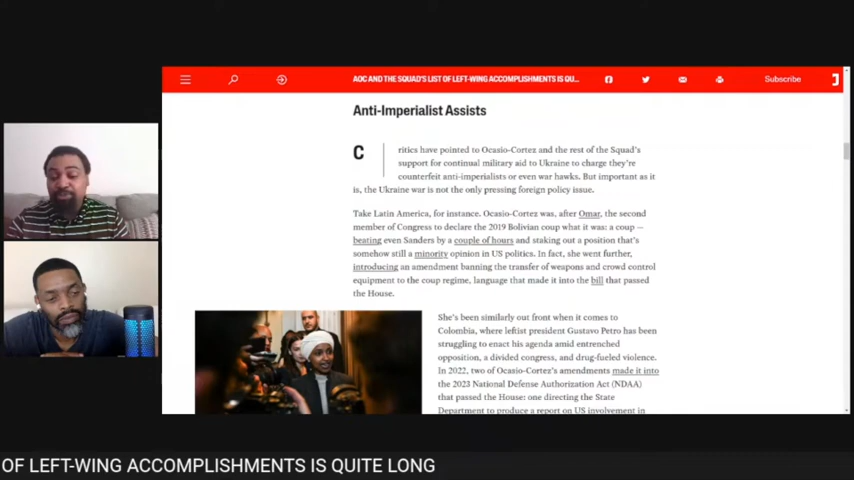 AOC AND THE SQUAD'S LIST OF LEFT-WING ACCOMPLISHMENTS IS QU...
Subscribe
Anti-Imperialist Assists
Critics have pointed to Ocasio-Cortez and the rest of the Squad's
support for continual military aid to Ukraine to charge they're
counterfeit anti-imperialists or even war hawks. But important as it
is, the Ukraine war is not the only pressing foreign policy issue.
Take Latin America, for instance. Ocasio-Cortez was, after Omar, the second
member of Congress to declare the 2019 Bolivian coup what it was: a coup —
beating even Sanders by a couple of hours and staking out a position that's
somehow still a minority opinion in US politics. In fact, she went further,
introducing an amendment banning the transfer of weapons and crowd control
equipment to the coup regime, language that made it into the bill that passed
the House.
She's been similarly out front when it comes to
Colombia, where leftist president Gustavo Petro has been
struggling to enact his agenda amid entrenched
opposition, a divided congress, and drug-fueled violence.
In 2022, two of Ocasio-Cortez's amendments made it into
the 2023 National Defense Authorization Act (NDAA)
that passed the House: one directing the State
Department to produce a report on US involvement in
OF LEFT-WING ACCOMPLISHMENTS IS QUITE LONG